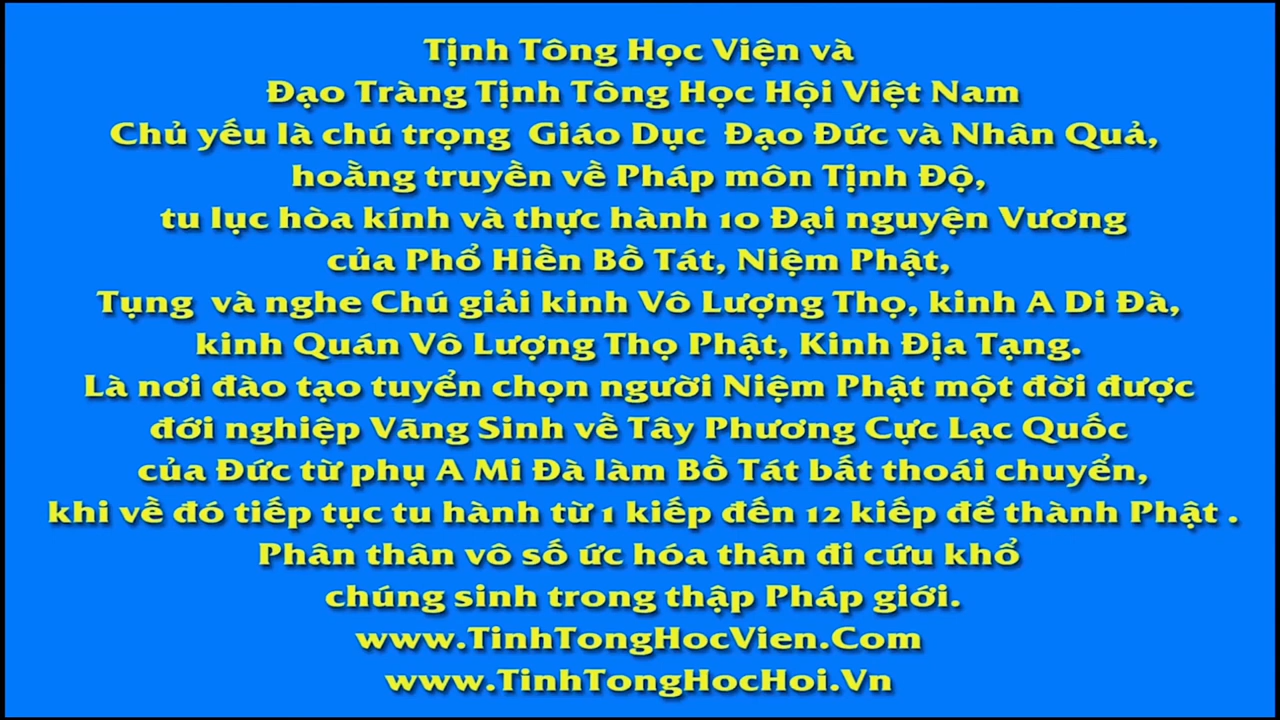 Tịnh Tông Học Viện và
Đạo Tràng Tịnh Tông Học Hội Việt Nam
Chủ yếu là chú trọng Giáo Dục Đạo Đức và Nhân Quả,
hoằng truyền về Pháp môn Tịnh Độ,
tu lục hòa kính và thực hành 10 Đại nguyện Vương
của Phổ Hiền Bồ Tát, Niệm Phật,
Tụng và nghe Chú giải kinh Vô Lượng Thọ, kinh A Di Đà,
kinh Quán Vô Lượng Thọ Phật, Kinh Địa Tạng.
Là nơi đào tạo tuyển chọn người Niệm Phật một đời được
đới nghiệp Vãng Sinh về Tây Phương Cực Lạc Quốc
của Đức từ phụ A Mi Đà làm Bồ Tát bất thoái chuyển,
khi về đó tiếp tục tu hành từ 1 kiếp đến 12 kiếp để thành Phật .
Phân thân vô số ức hóa thân đi cứu khổ
chúng sinh trong thập Pháp giới.
www.TinhTongHocVien.Com
www.TinhTongHocHoi.Vn